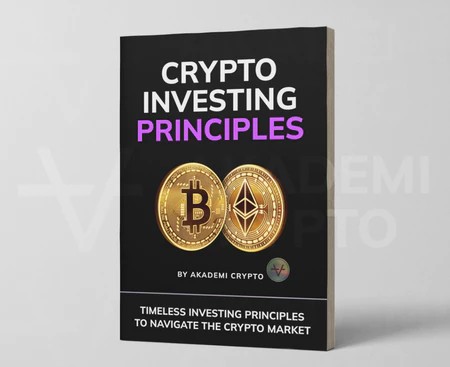 CRYPTO
INVESTING
PRINCIPLES
BY AKADEMI CRYPTO
TIMELESS INVESTING PRINCIPLES
TO NAVIGATE THE CRYPTO MARKET